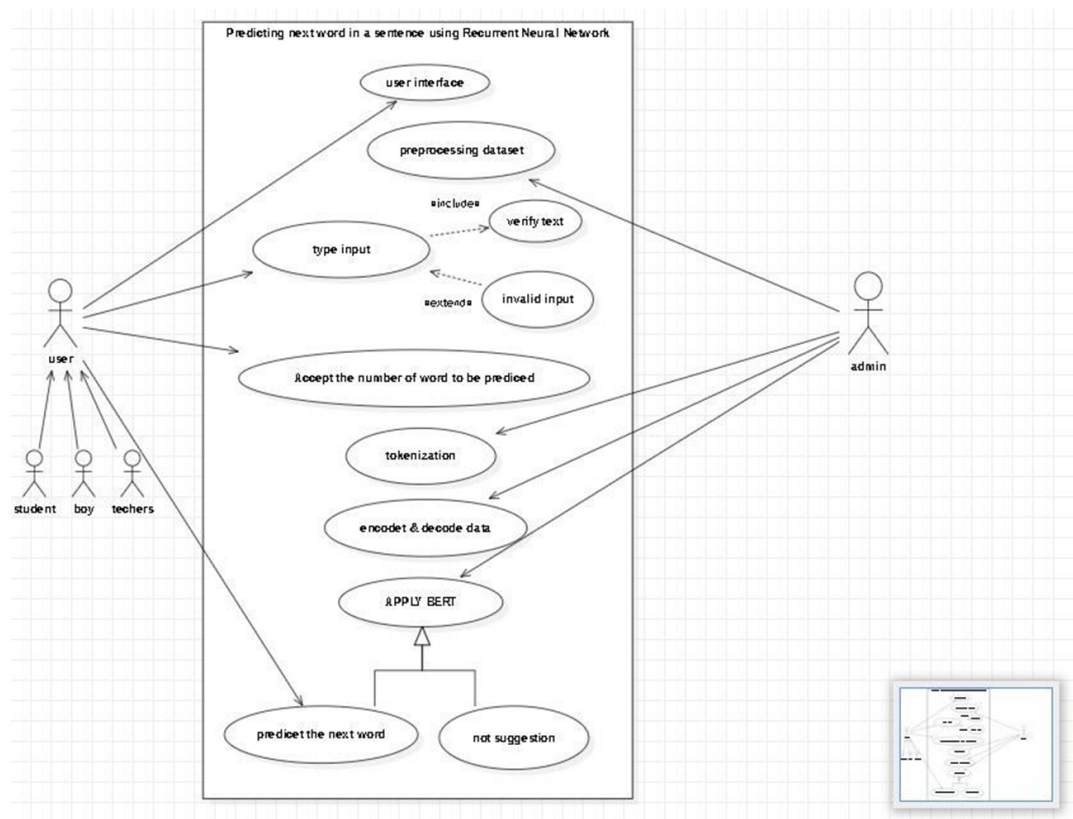 Predicting next word in a sentence using Recurrent Neural Network
user interface
preprocessing dataset
«include»
verify text
type input
invalid input
«extend»
user
admin
Accept the number of word to be prediced
tokenization
student boy techers
encodet & decode data
APPLY BERT
predicet the next word
not suggestion